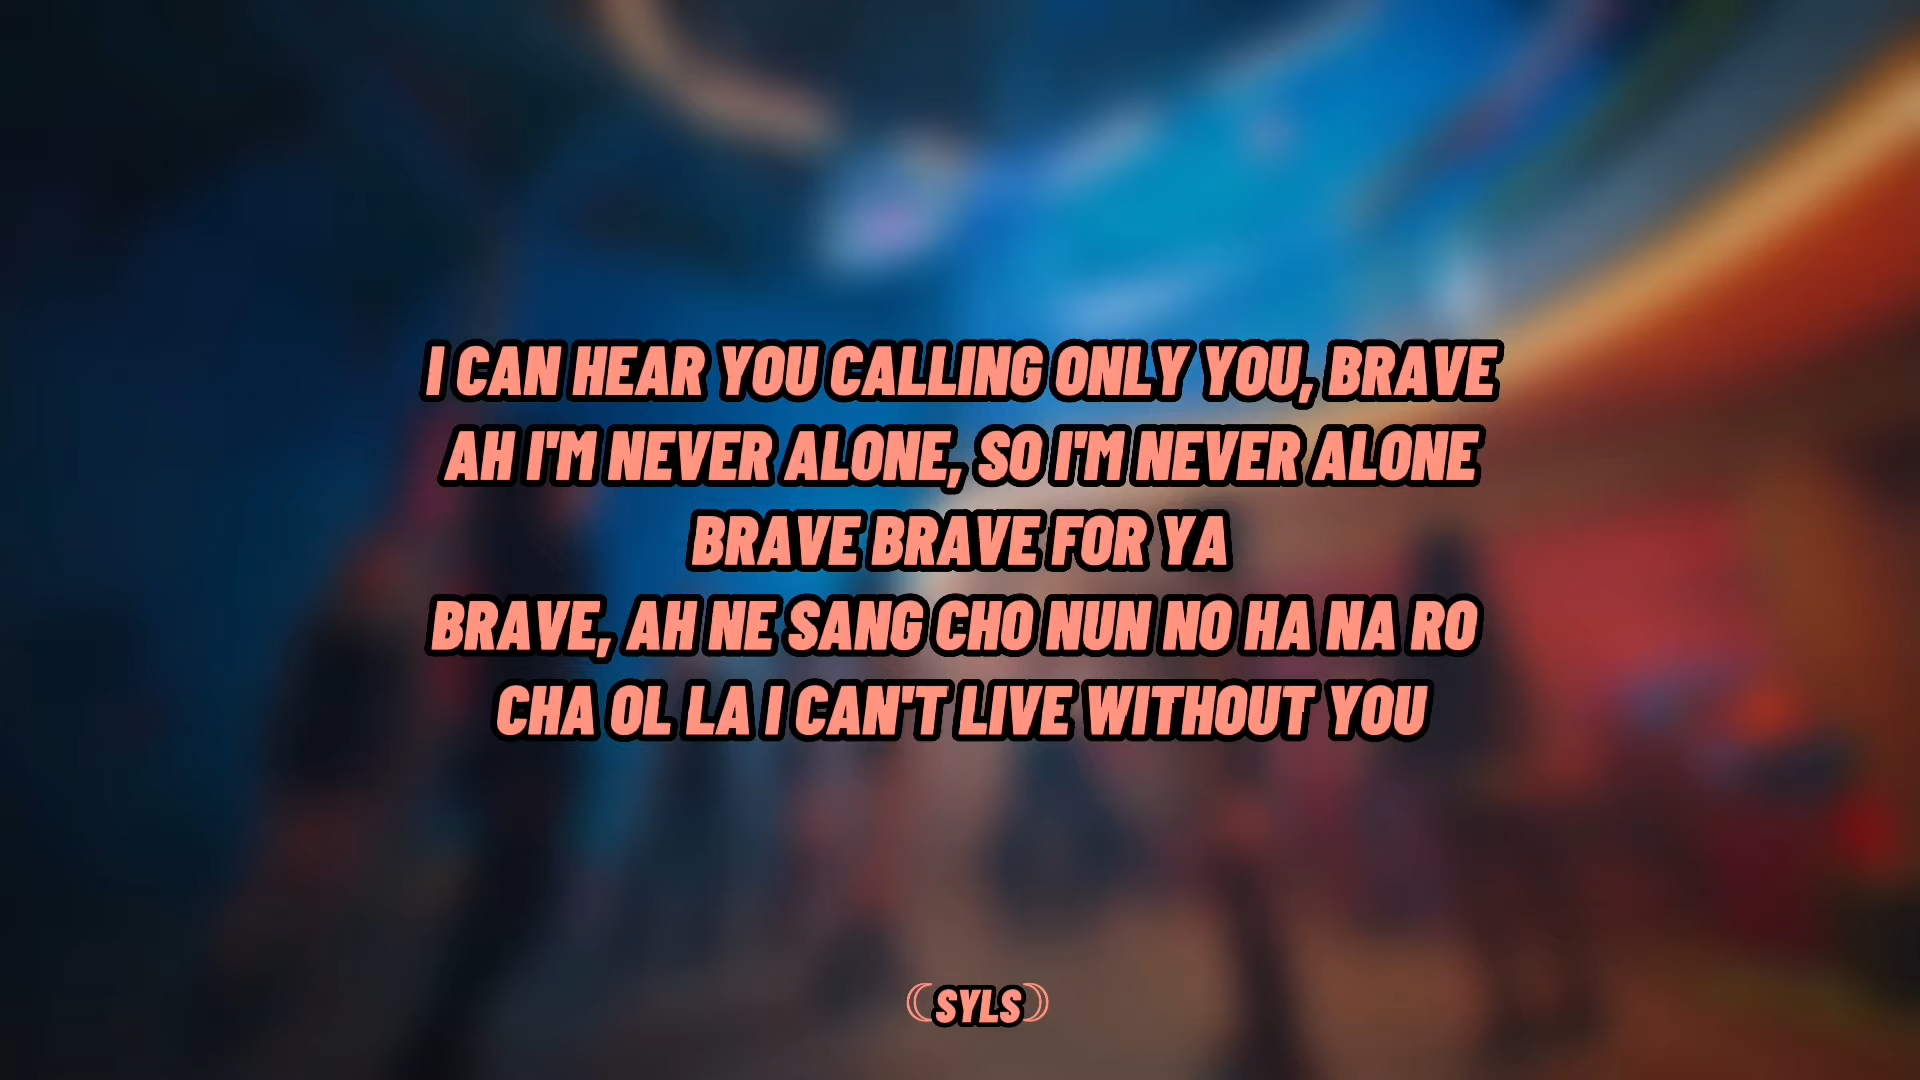 I CAN HEAR YOU CALLING ONLY YOU, BRAVE
AH I'M NEVER ALONE, SO I'M NEVER ALONE
BRAVE BRAVE FOR YA
BRAVE, AH NE SANG CHO NUN NO HA NA RO
CHA OL LA I CAN'T LIVE WITHOUT YOU
SYLS